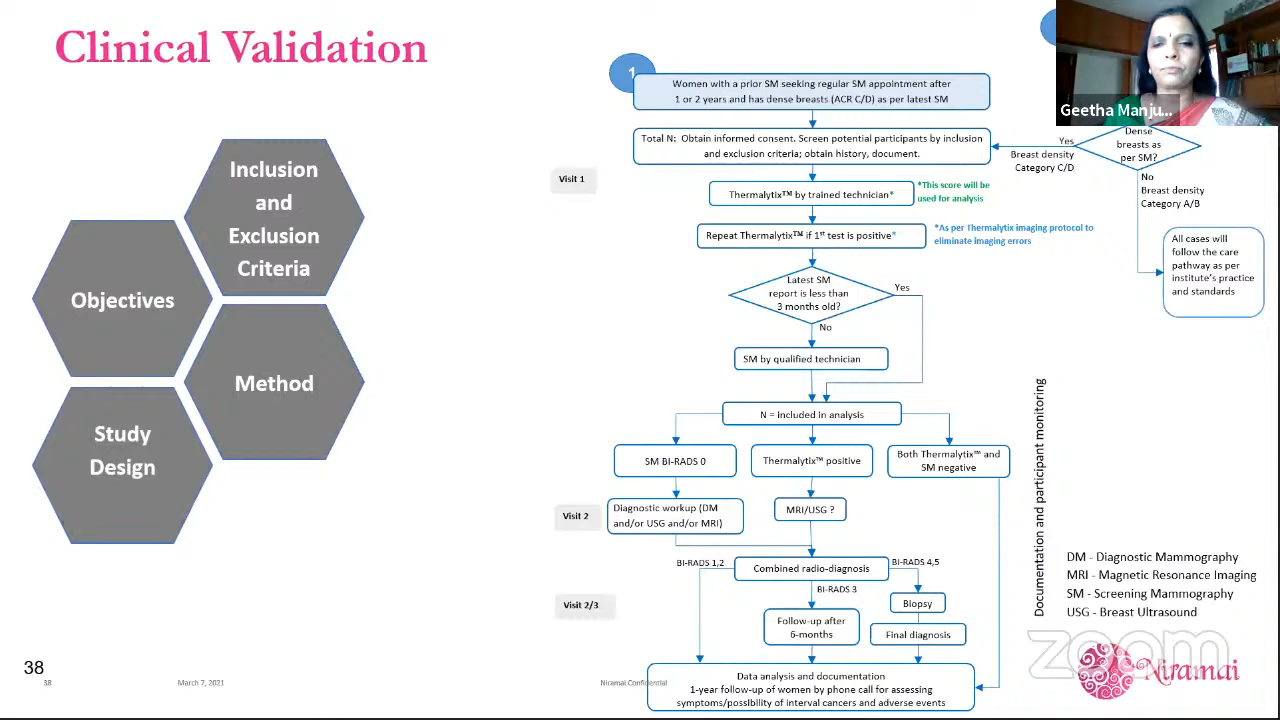 Clinical Validation
Inclusion
and
Exclusion
Criteria
Objectives
Method
Study
Design
1
Women with a prior SM seeking regular SM appointment after
1 or 2 years and has dense breasts (ACR C/D) as per latest SM
Geetha Manju...
Total N: Obtain informed consent. Screen potential participants by inclusion
and exclusion criteria; obtain history, document.
Yes
Breast density
Category C/D
Dense
breasts as
per SM?
No
Breast density
Category A/B
Visit 1
Thermalytix™ by trained technician*
*This score will be
used for analysis
Repeat Thermalytix™ if 1st test is positive*
*As per Thermalytix imaging protocol to
eliminate imaging errors
All cases will
follow the care
pathway as per
institute's practice
and standards
Latest SM
report is less than
3 months old?
Yes
No
SM by qualified technician
N = included in analysis
SM BI-RADS 0
Thermalytix™ positive
Both Thermalytix™ and
SM negative
Visit 2
Diagnostic workup (DM
and/or USG and/or MRI)
MRI/USG ?
BI-RADS 1,2
Combined radio-diagnosis
BI-RADS 4,5
BI-RADS 3
Visit 2/3
Biopsy
Follow-up after
6-months
Final diagnosis
Data analysis and documentation
1-year follow-up of women by phone call for assessing
symptoms/possibility of interval cancers and adverse events
Documentation and participant monitoring
DM - Diagnostic Mammography
MRI - Magnetic Resonance Imaging
SM - Screening Mammography
USG - Breast Ultrasound
zoom
Niramai
38
38
March 7, 2021
Niramai Confidential